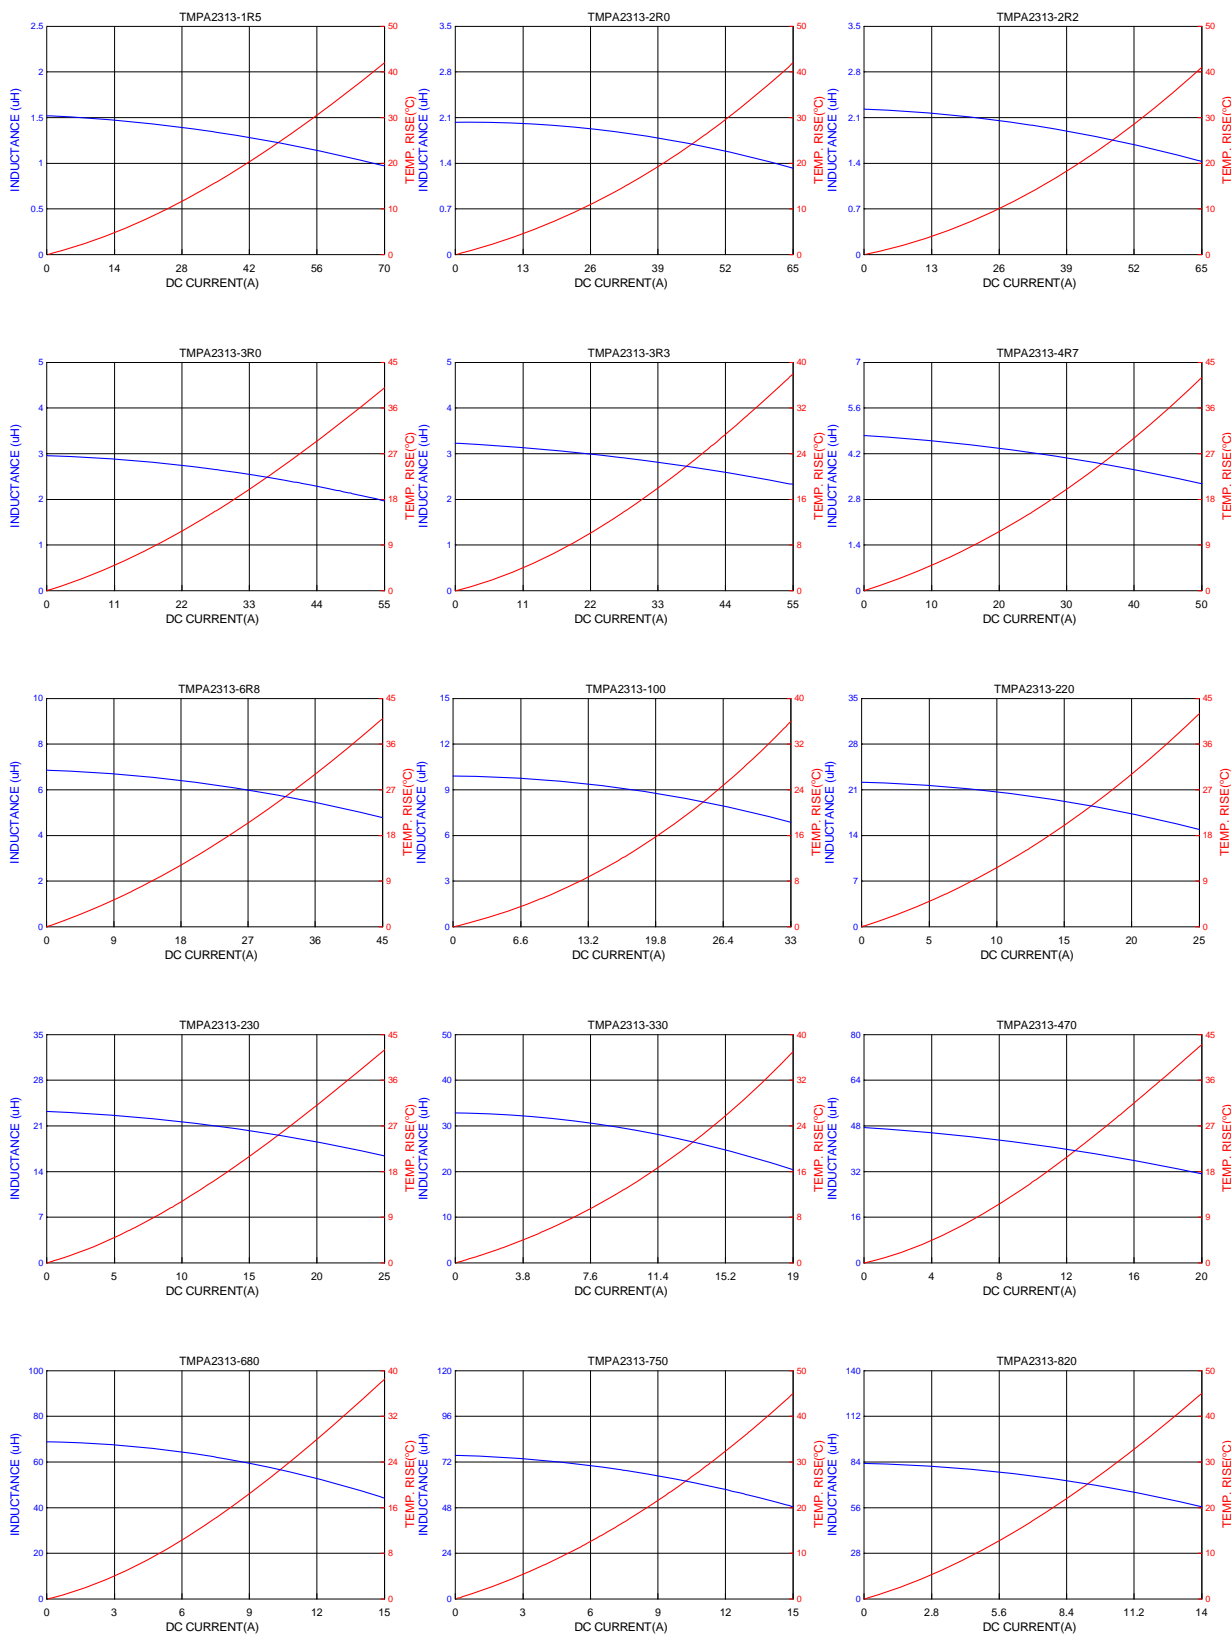 TMPA2313-1R5
2.5
2
1.5
1
0.5
0
50
40
30
20
10
0
0 14 28 42 56 70
INDUCTANCE (uH)
TEMP. RISE(°C)
DC CURRENT(A)
TMPA2313-2R0
3.5
2.8
2.1
1.4
0.7
0
50
40
30
20
10
0
0 13 26 39 52 65
INDUCTANCE (uH)
TEMP. RISE(°C)
DC CURRENT(A)
TMPA2313-2R2
3.5
2.8
2.1
1.4
0.7
0
50
40
30
20
10
0
0 13 26 39 52 65
INDUCTANCE (uH)
TEMP. RISE(°C)
DC CURRENT(A)
TMPA2313-3R0
5
4
3
2
1
0
45
36
27
18
9
0
0 11 22 33 44 55
INDUCTANCE (uH)
TEMP. RISE(°C)
DC CURRENT(A)
TMPA2313-3R3
5
4
3
2
1
0
40
32
24
16
8
0
0 11 22 33 44 55
INDUCTANCE (uH)
TEMP. RISE(°C)
DC CURRENT(A)
TMPA2313-4R7
7
5.6
4.2
2.8
1.4
0
45
36
27
18
9
0
0 10 20 30 40 50
INDUCTANCE (uH)
TEMP. RISE(°C)
DC CURRENT(A)
TMPA2313-6R8
10
8
6
4
2
0
45
36
27
18
9
0
0 9 18 27 36 45
INDUCTANCE (uH)
TEMP. RISE(°C)
DC CURRENT(A)
TMPA2313-100
15
12
9
6
3
0
40
32
24
16
8
0
0 6.6 13.2 19.8 26.4 33
INDUCTANCE (uH)
TEMP. RISE(°C)
DC CURRENT(A)
TMPA2313-220
35
28
21
14
7
0
45
36
27
18
9
0
0 5 10 15 20 25
INDUCTANCE (uH)
TEMP. RISE(°C)
DC CURRENT(A)
TMPA2313-230
35
28
21
14
7
0
45
36
27
18
9
0
0 5 10 15 20 25
INDUCTANCE (uH)
TEMP. RISE(°C)
DC CURRENT(A)
TMPA2313-330
50
40
30
20
10
0
40
32
24
16
8
0
0 3.8 7.6 11.4 15.2 19
INDUCTANCE (uH)
TEMP. RISE(°C)
DC CURRENT(A)
TMPA2313-470
80
64
48
32
16
0
45
36
27
18
9
0
0 4 8 12 16 20
INDUCTANCE (uH)
TEMP. RISE(°C)
DC CURRENT(A)
TMPA2313-680
100
80
60
40
20
0
40
32
24
16
8
0
0 3 6 9 12 15
INDUCTANCE (uH)
TEMP. RISE(°C)
DC CURRENT(A)
TMPA2313-750
120
96
72
48
24
0
50
40
30
20
10
0
0 3 6 9 12 15
INDUCTANCE (uH)
TEMP. RISE(°C)
DC CURRENT(A)
TMPA2313-820
140
112
84
56
28
0
50
40
30
20
10
0
0 2.8 5.6 8.4 11.2 14
INDUCTANCE (uH)
TEMP. RISE(°C)
DC CURRENT(A)